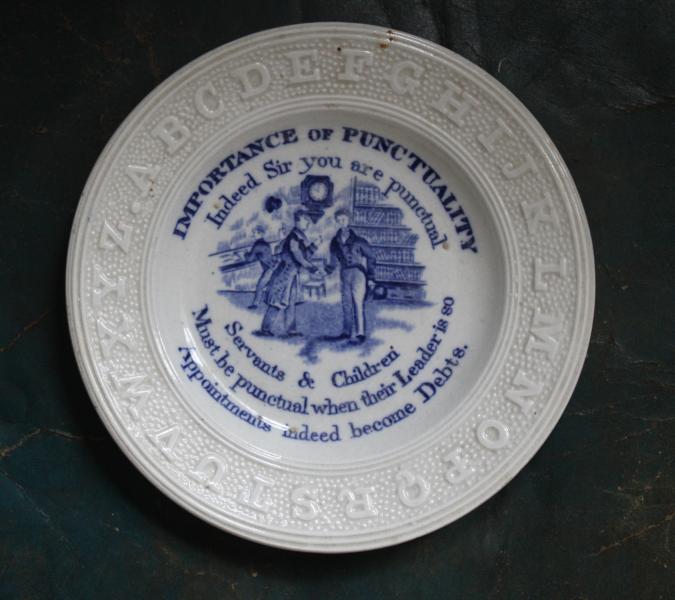 A B C D E F G H I J K L M N O P Q R S T U V W X Y Z
IMPORTANCE OF PUNCTUALITY
Indeed Sir you are punctual
Servants & Children
Must be punctual when their Leader is so
Appointments indeed become Debts.